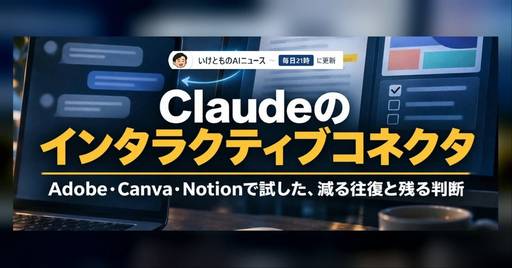 いけとものAIニュース ー 毎日21時 に更新
Claudeの
インタラクティブコネクタ
Adobe・Canva・Notionで試した、減る往復と残る判断